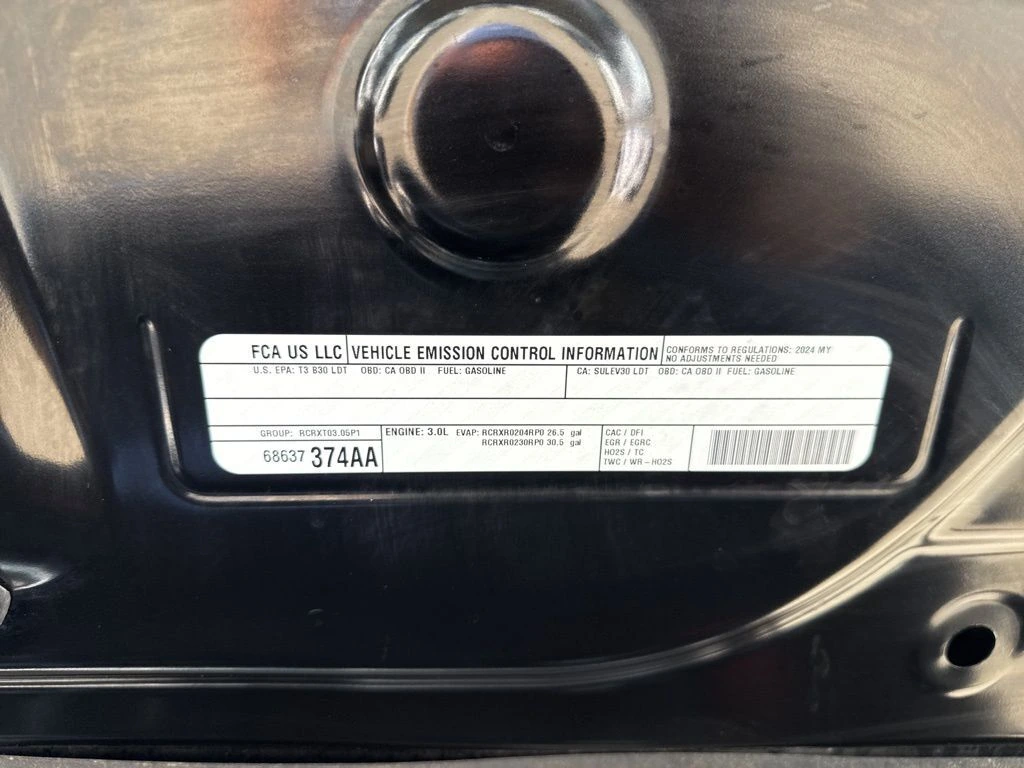 FCA US LLC VEHICLE EMISSION CONTROL INFORMATION CONFORMS TO REGULATIONS: 2024 MY
NO ADJUSTMENTS NEEDED
U.S. EPA: T3 B30 LDT OBD: CA OBD II FUEL: GASOLINE CA: SULEV30 LDT OBD: CA OBD II FUEL: GASOLINE
GROUP: RCRXT03.05P1
68637 374AA
ENGINE: 3.0L EVAP: RCRXR0204RP0 26.5 gal
RCRXR0230RP0 30.5 gal
CAC / DFI
EGR / EGRC
HO2S / TC
TWC / WR-HO2S